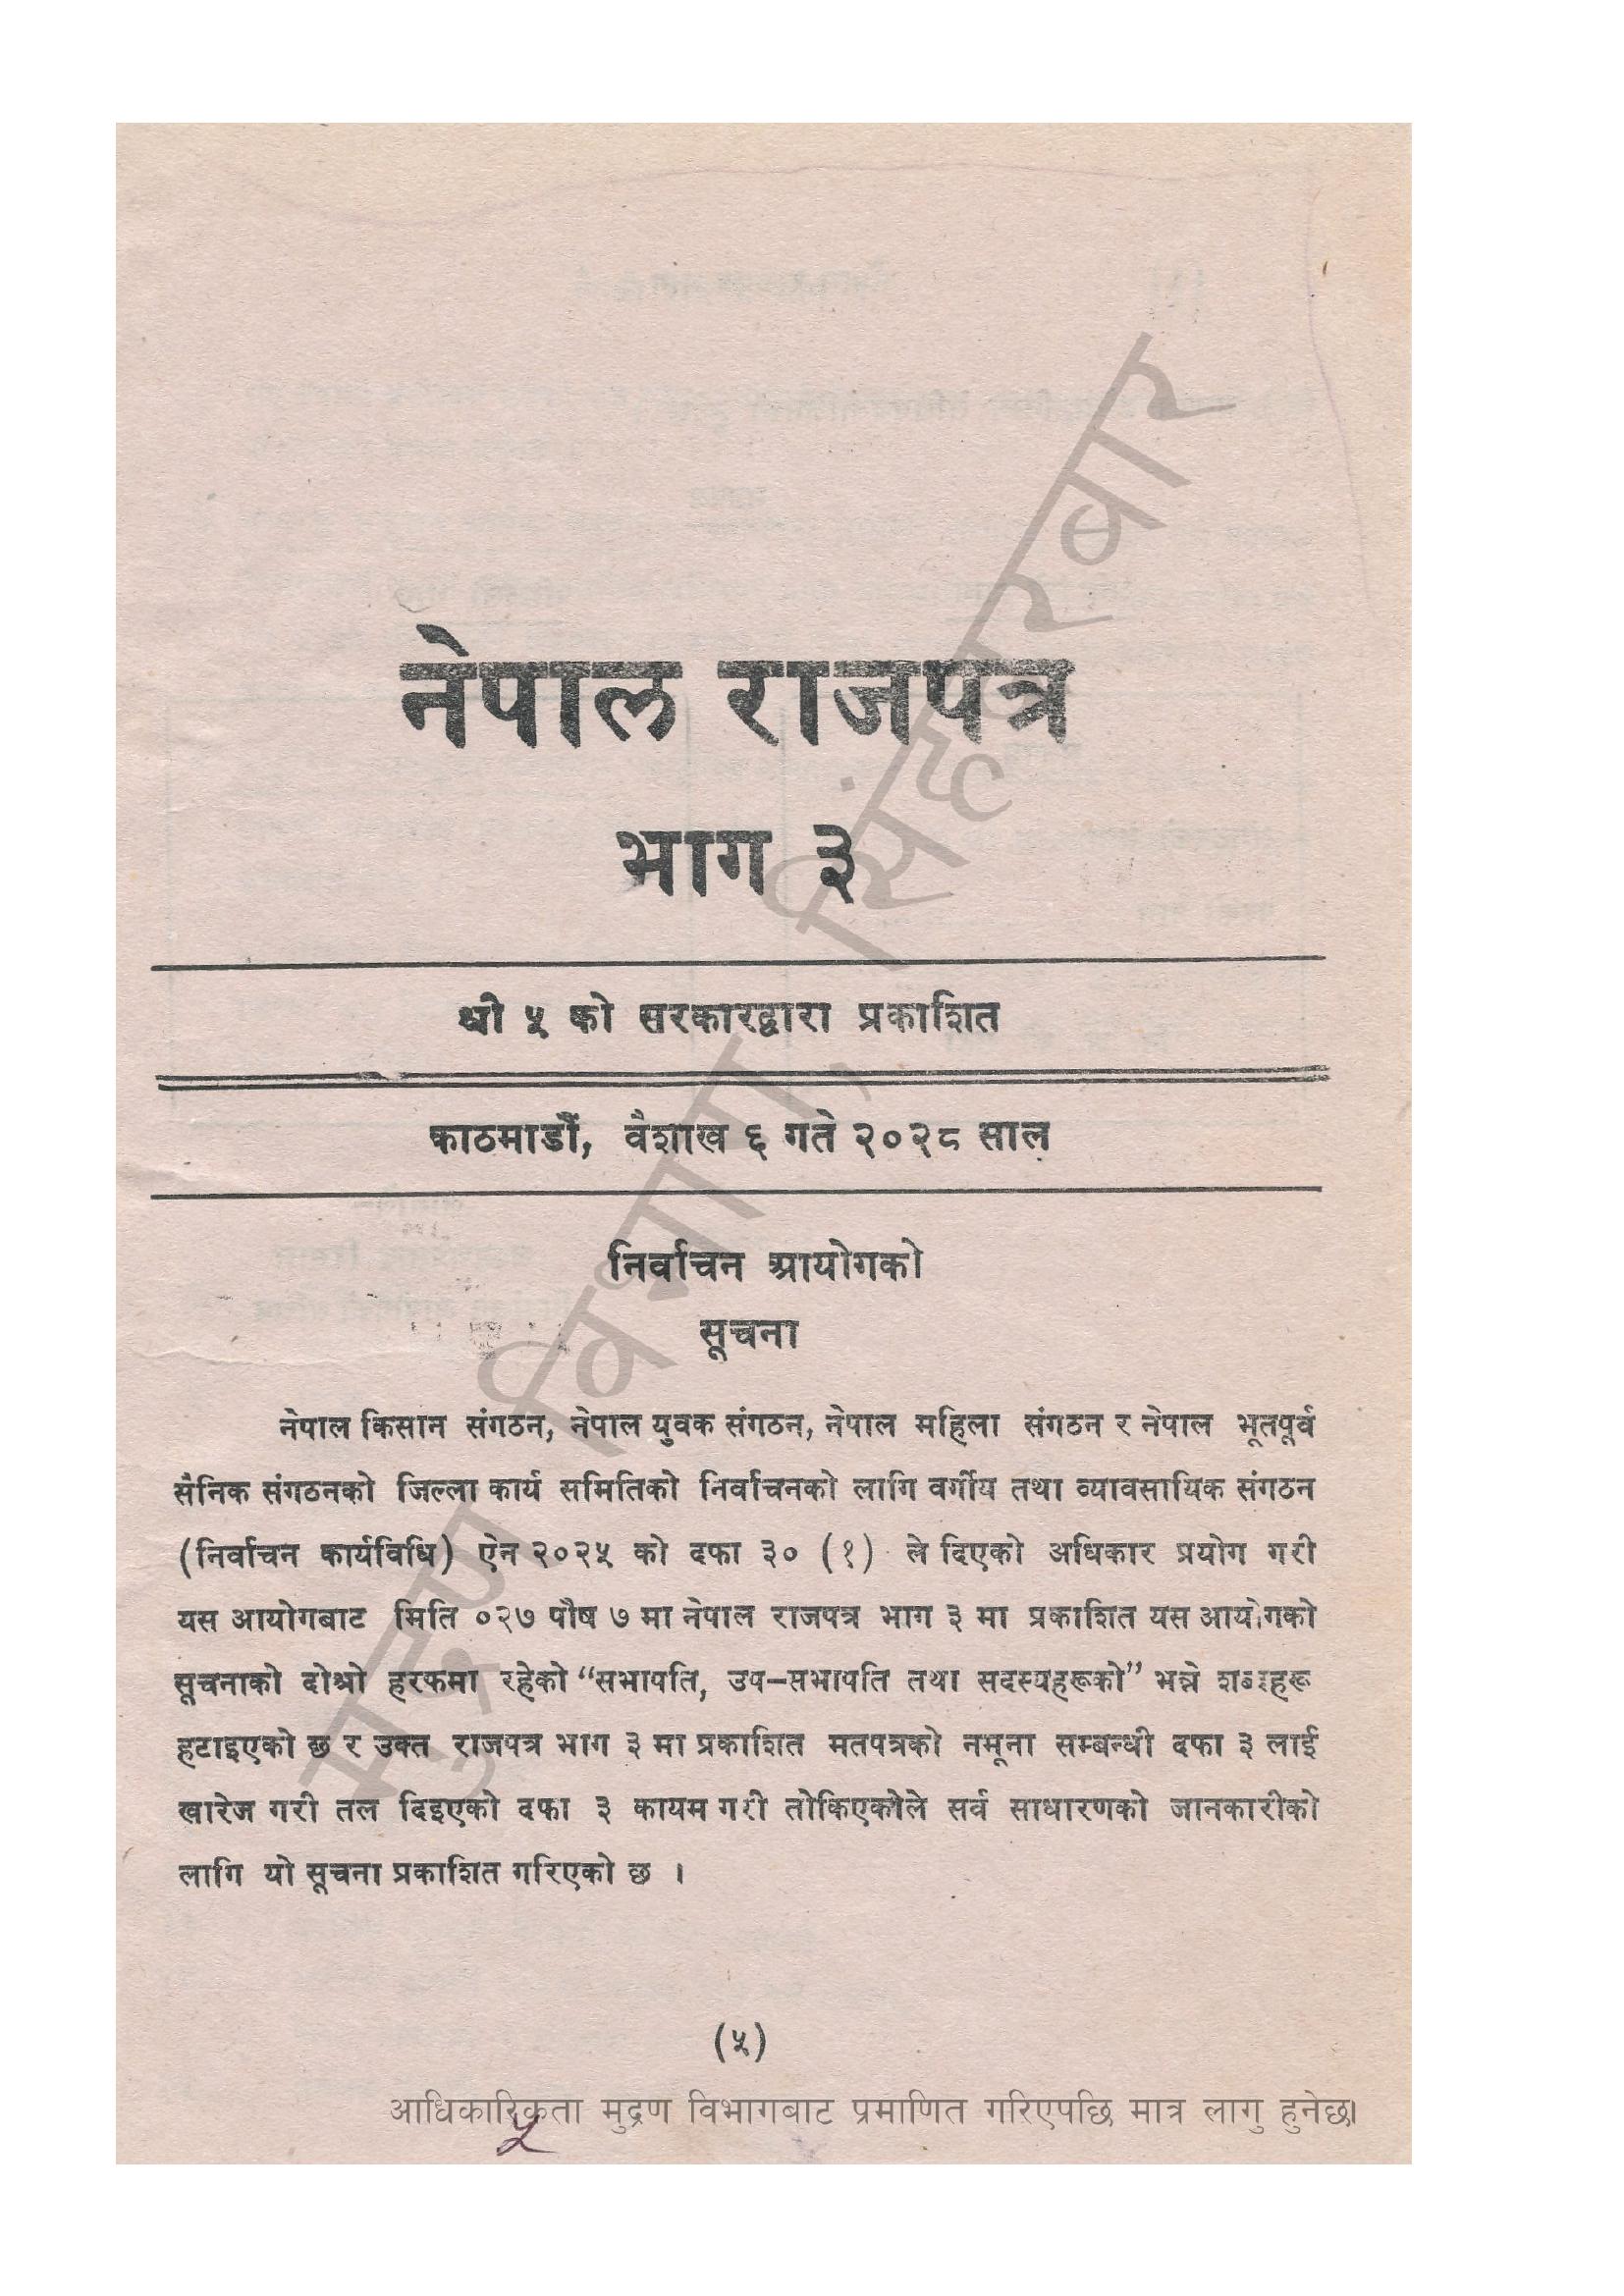 नेपाल राजपत्र
भाग ३
श्री ५ को सरकारद्वारा प्रकाशित
काठमाडौं, वैशाख ६ गते २०२८ साल
निर्वाचन आयोगको
सूचना
नेपाल किसान संगठन, नेपाल युवक संगठन, नेपाल महिला संगठन र नेपाल भूतपूर्व
सैनिक संगठनको जिल्ला कार्य समितिको निर्वाचनको लागि वर्गीय तथा व्यावसायिक संगठन
(निर्वाचन कार्यविधि) ऐन २०२५ को दफा ३० (१) ले दिएको अधिकार प्रयोग गरी
यस आयोगबाट मिति ०२७ पौष ७ मा नेपाल राजपत्र भाग ३ मा प्रकाशित यस आयोगको
सूचनाको दोश्रो हरफमा रहेको “सभापति, उप–सभापति तथा सदस्यहरूको” भन्ने शब्दहरू
हटाइएको छ र उक्त राजपत्र भाग ३ मा प्रकाशित मतपत्रको नमूना सम्बन्धी दफा ३ लाई
खारेज गरी तल दिइएको दफा ३ कायम गरी तोकिएकोले सर्व साधारणको जानकारीको
लागि यो सूचना प्रकाशित गरिएको छ ।
(५)
आधिकारिकता मुद्रण विभागबाट प्रमाणित गरिएपछि मात्र लागु हुनेछ।
५
मुद्रण विभाग, सिंहदरबार